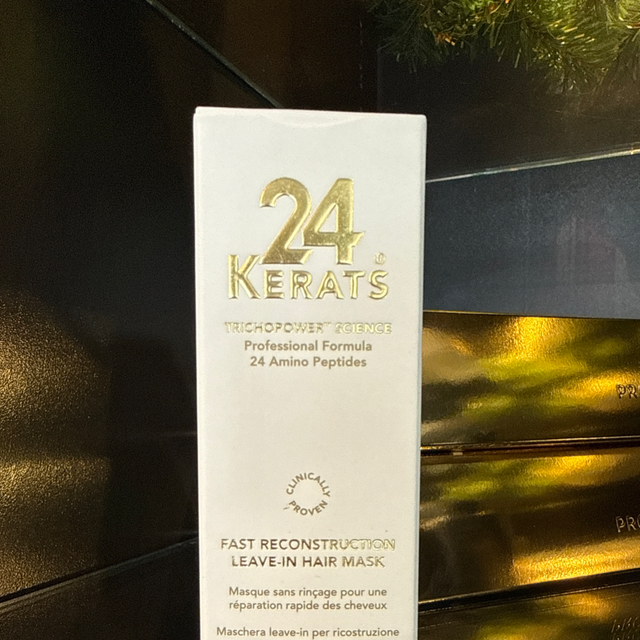 24
KERATS®
TRICHOPOWER™ SCIENCE
Professional Formula
24 Amino Peptides
CLINICALLY
PROVEN
FAST RECONSTRUCTION
LEAVE-IN HAIR MASK
Masque sans rinçage pour une
réparation rapide des cheveux
Maschera leave-in per ricostruzione